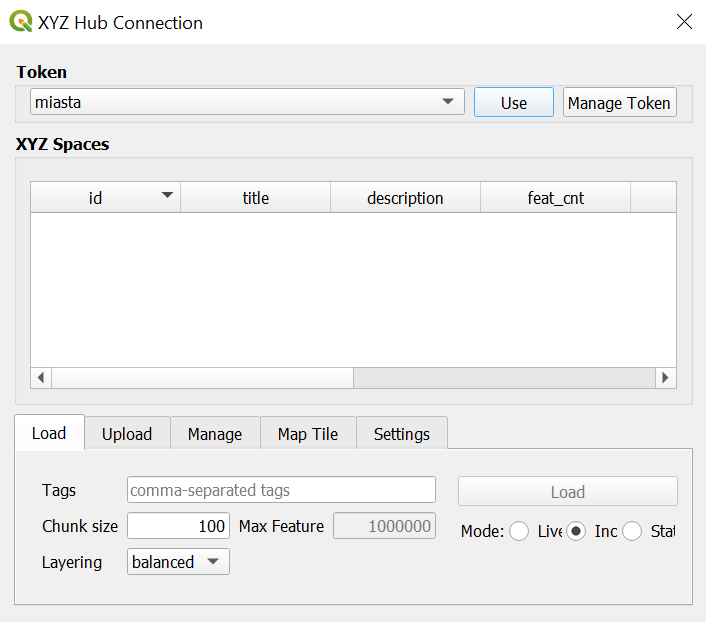 XYZ Hub Connection
Token
miasta Use Manage Token
XYZ Spaces
id title description feat_cnt
Load Upload Manage Map Tile Settings
Tags comma-separated tags Load
Chunk size 100 Max Feature 1000000 Mode: Live Inc Stat
Layering balanced